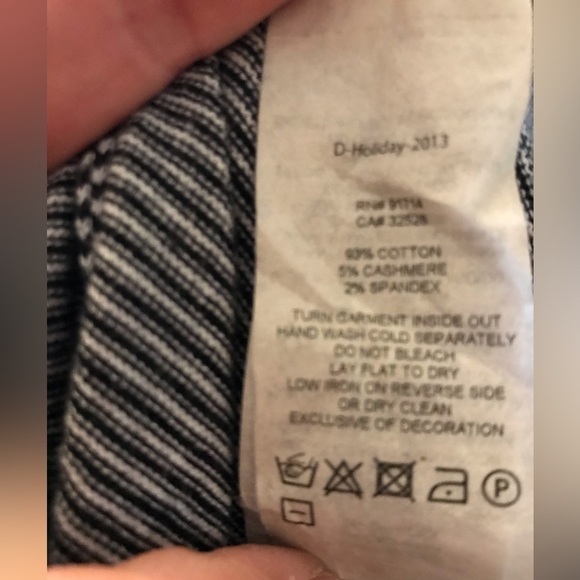 D-Holiday-2013
RN# 91714
CA# 32528
93% COTTON
5% CASHMERE
2% SPANDEX
TURN GARMENT INSIDE OUT
HAND WASH COLD SEPARATELY
DO NOT BLEACH
LAY FLAT TO DRY
LOW IRON ON REVERSE SIDE
OR DRY CLEAN
EXCLUSIVE OF DECORATION
P